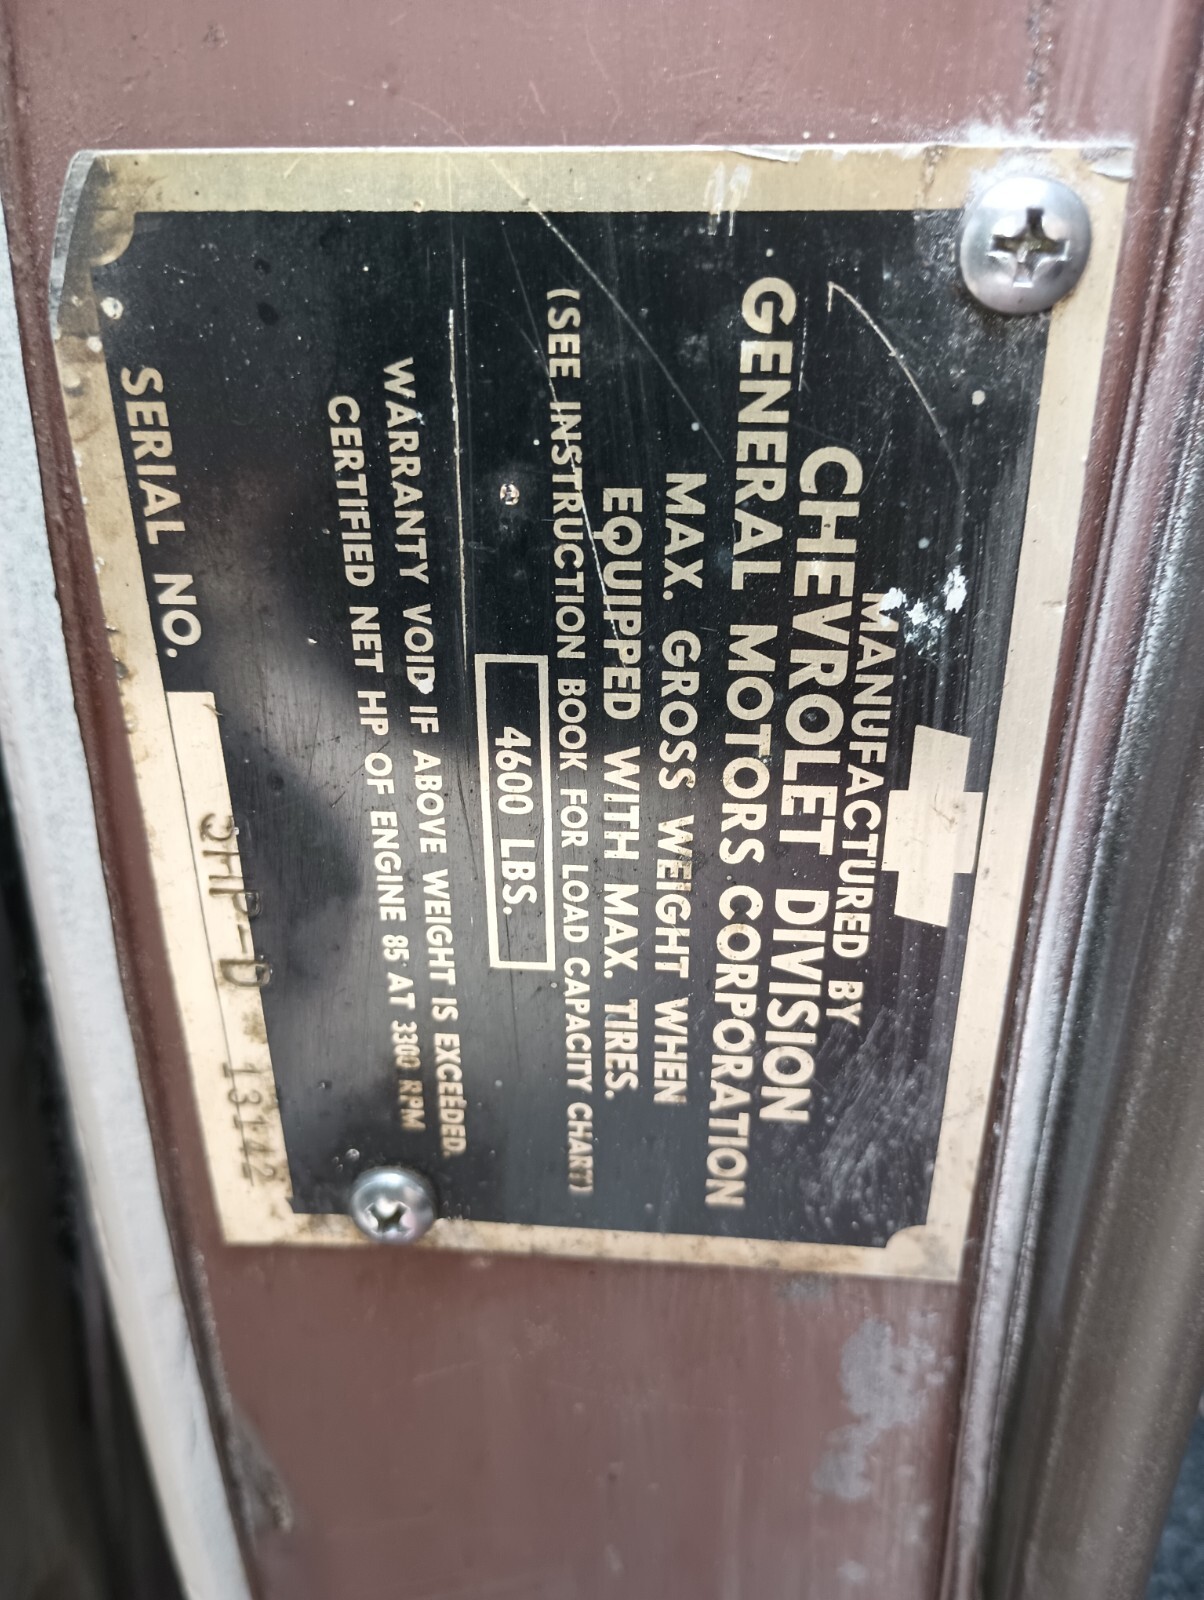 MANUFACTURED BY
CHEVROLET DIVISION
GENERAL MOTORS CORPORATION
MAX. GROSS WEIGHT WHEN
EQUIPPED WITH MAX. TIRES.
(SEE INSTRUCTION BOOK FOR LOAD CAPACITY CHART)
4600 LBS.
WARRANTY VOID IF ABOVE WEIGHT IS EXCEEDED.
CERTIFIED NET HP OF ENGINE 85 AT 3300 RPM
SERIAL NO. 13142